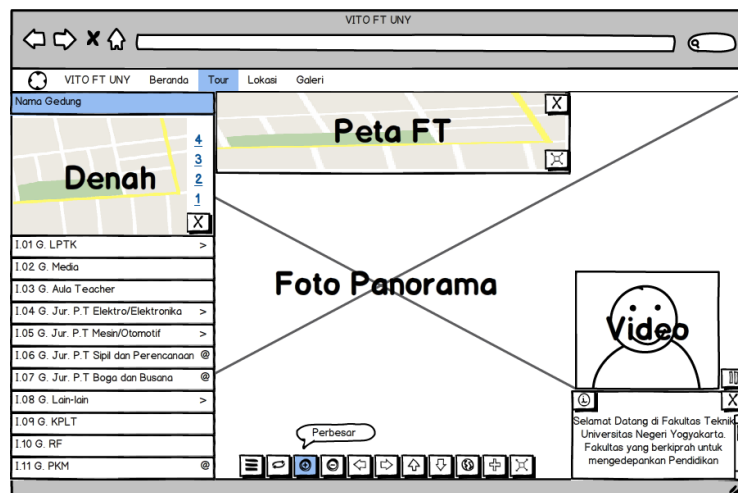 VITO FT UNY
VITO FT UNY Beranda Tour Lokasi Galeri
Nama Gedung
Denah
4
3
2
1
X
I.01 G. LPTK >
I.02 G. Media
I.03 G. Aula Teacher
I.04 G. Jur. P.T Elektro/Elektronika >
I.05 G. Jur. P.T Mesin/Otomotif >
I.06 G. Jur. P.T Sipil dan Perencanaan @
I.07 G. Jur. P.T Boga dan Busana @
I.08 G. Lain-lain >
I.09 G. KPLT
I.10 G. RF
I.11 G. PKM @
Peta FT
X
Foto Panorama
Perbesar
Video
X
Selamat Datang di Fakultas Teknik
Universitas Negeri Yogyakarta.
Fakultas yang berkiprah untuk
mengedepankan Pendidikan